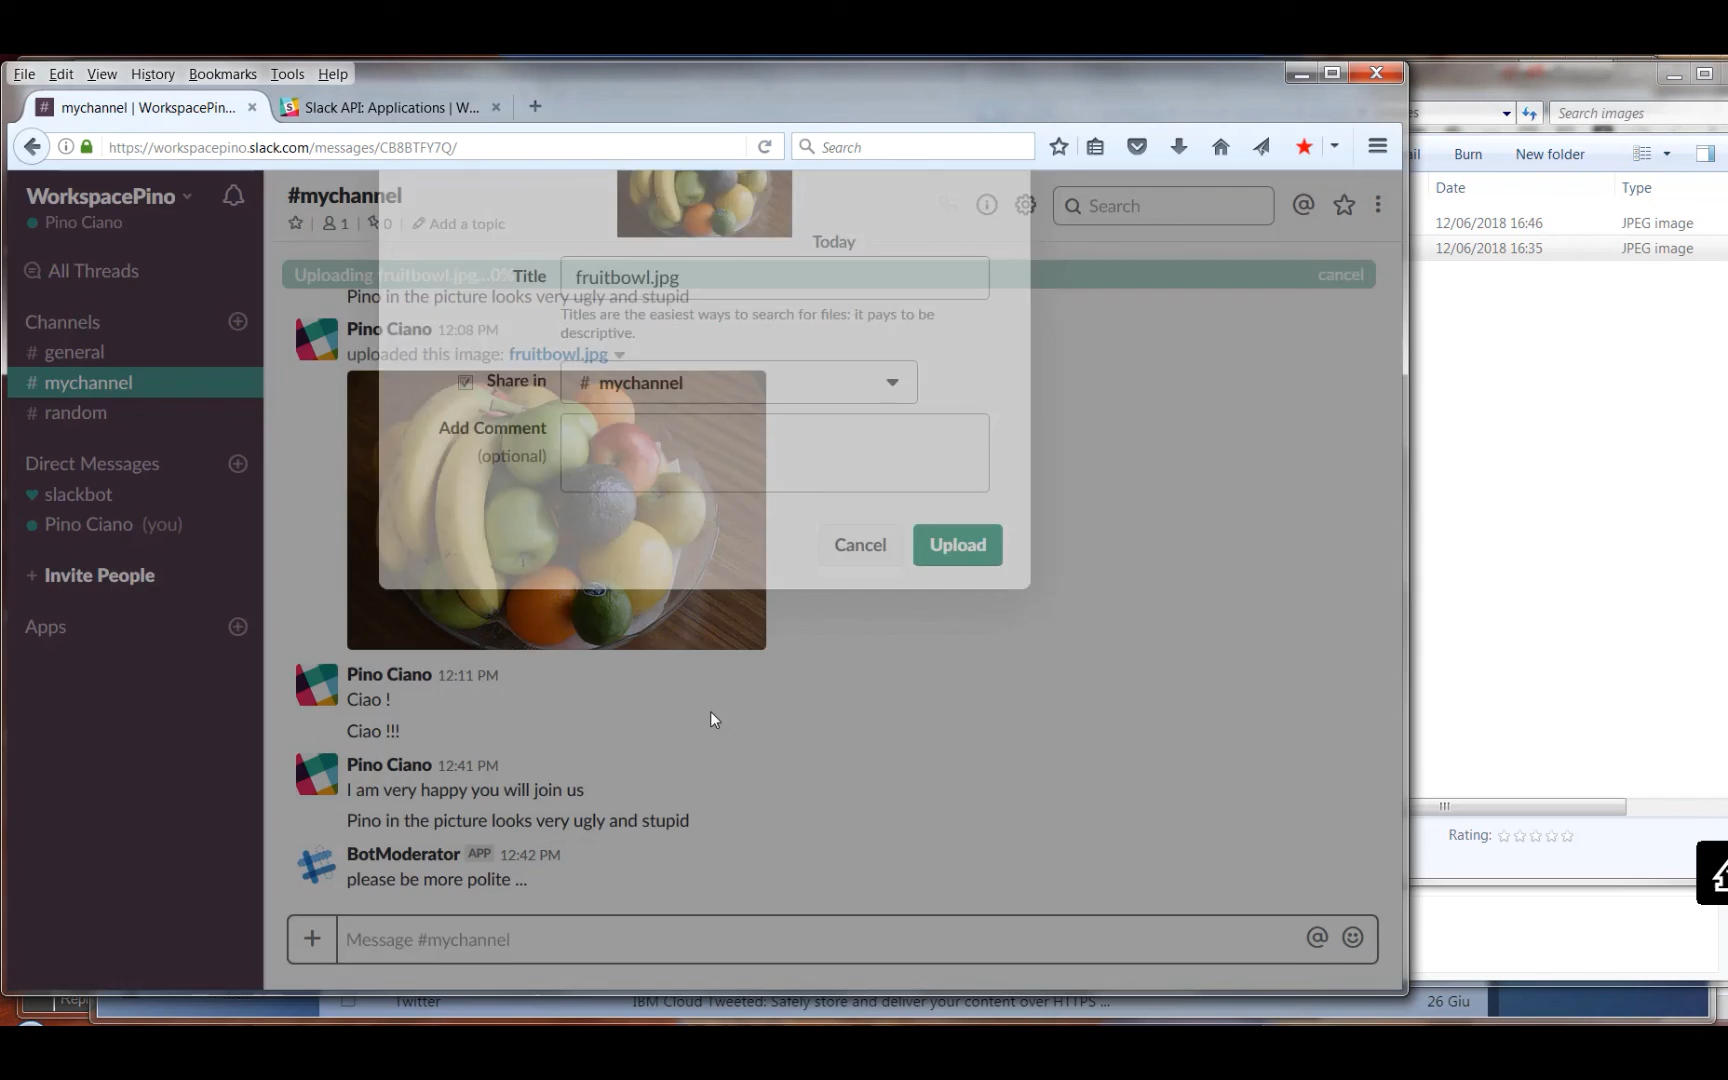 File Edit View History Bookmarks Tools Help
mychannel | WorkspacePin...
Slack API: Applications | W...
https://workspacepino.slack.com/messages/CB8BTFY7Q/
Search
Search images
Burn New folder
Date Type
12/06/2018 16:46 JPEG image
12/06/2018 16:35 JPEG image
Rating:
WorkspacePino
Pino Ciano
All Threads
Channels
# general
# mychannel
# random
Direct Messages
slackbot
Pino Ciano (you)
+ Invite People
Apps
#mychannel
1 0 Add a topic
Search
Today
Uploading fruitbowl.jpg...0%
cancel
Title fruitbowl.jpg
Pino in the picture looks very ugly and stupid
Titles are the easiest ways to search for files: it pays to be
descriptive.
Pino Ciano 12:08 PM
uploaded this image: fruitbowl.jpg
Share in # mychannel
Add Comment
(optional)
Cancel Upload
Pino Ciano 12:11 PM
Ciao !
Ciao !!!
Pino Ciano 12:41 PM
I am very happy you will join us
Pino in the picture looks very ugly and stupid
BotModerator APP 12:42 PM
please be more polite ...
Message #mychannel
Twitter IBM Cloud Tweeted: Safely store and deliver your content over HTTPS ... 26 Giu